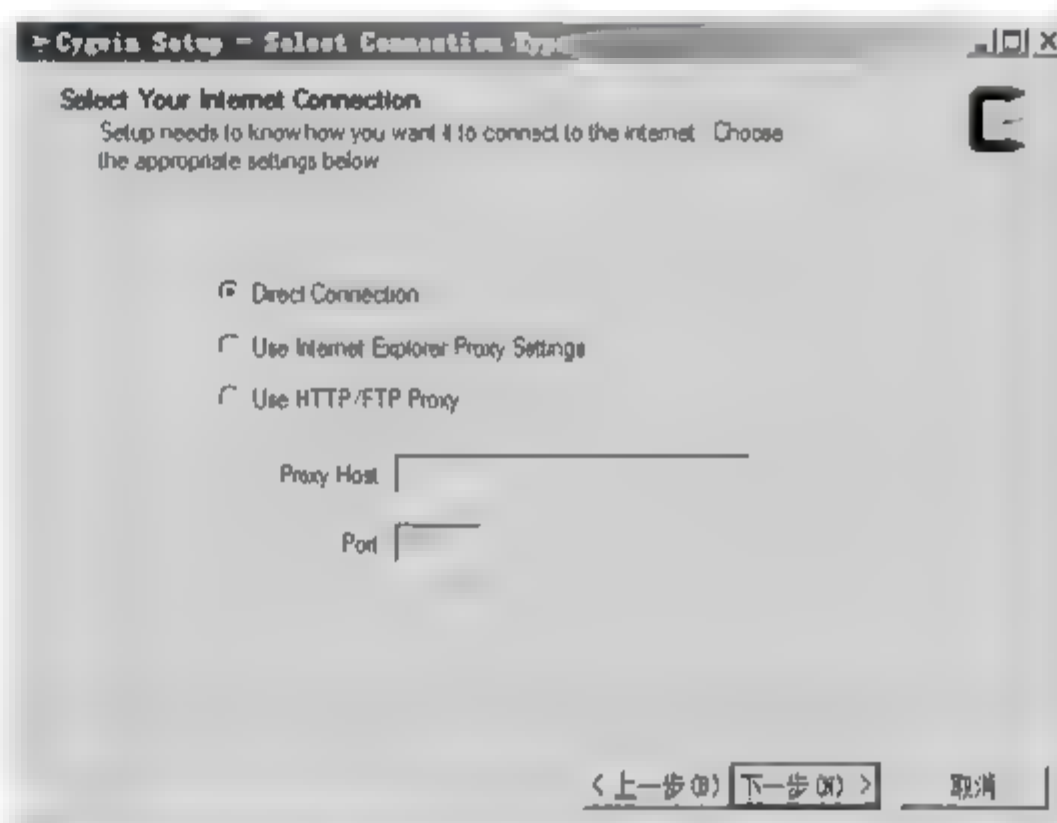 Cygwin Setup - Select Connection Type
Select Your Internet Connection
Setup needs to know how you want it to connect to the internet Choose
the appropriate settings below
Direct Connection
Use Internet Explorer Proxy Settings
Use HTTP/FTP Proxy
Proxy Host
Port
< 上一步(B) 下一步(N) > 取消